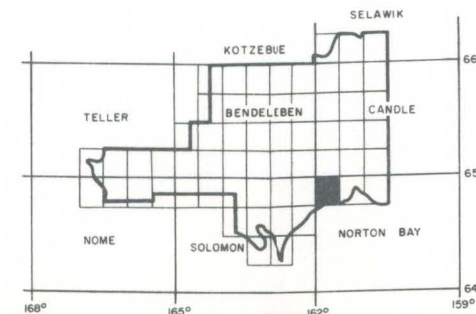 SELAWIK
KOTZEBUE
66
TELLER
BENDELEBEN
CANDLE
65
NOME
SOLOMON
NORTON BAY
64
168°
165°
162°
159°